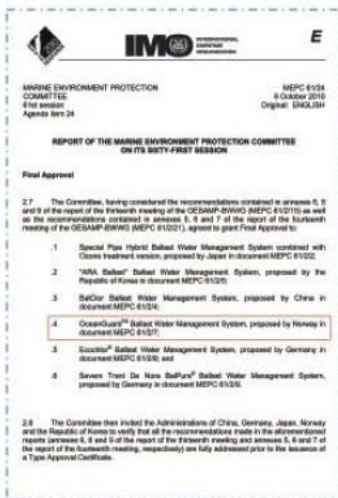 IMO
INTERNATIONAL
MARITIME
ORGANIZATION
E
MARINE ENVIRONMENT PROTECTION
COMMITTEE
61st session
Agenda item 24
MEPC 61/24
6 October 2010
Original: ENGLISH
REPORT OF THE MARINE ENVIRONMENT PROTECTION COMMITTEE
ON ITS SIXTY-FIRST SESSION
Final Approval
2.7 The Committee, having considered the recommendations contained in annexes 5, 8
and 9 of the report of the thirteenth meeting of the GESAMP-BWWG (MEPC 61/2/15) as well
as the recommendations contained in annexes 5, 6 and 7 of the report of the fourteenth
meeting of the GESAMP-BWWG (MEPC 61/2/21), agreed to grant Final Approval to:
.1 Special Pipe Hybrid Ballast Water Management System combined with
Ozone treatment version, proposed by Japan in document MEPC 61/2/2;
.2 "ARA Ballast" Ballast Water Management System, proposed by the
Republic of Korea in document MEPC 61/2/5;
.3 BalClor Ballast Water Management System, proposed by China in
document MEPC 61/2/4;
.4 OceanGuard™ Ballast Water Management System, proposed by Norway in
document MEPC 61/2/7;
.5 Ecochlor® Ballast Water Management System, proposed by Germany in
document MEPC 61/2/8; and
.6 Severn Trent De Nora BalPure® Ballast Water Management System,
proposed by Germany in document MEPC 61/2/9.
2.8 The Committee then invited the Administrations of China, Germany, Japan, Norway
and the Republic of Korea to verify that all the recommendations made in the aforementioned
reports (annexes 5, 8 and 9 of the report of the thirteenth meeting and annexes 5, 6 and 7 of
the report of the fourteenth meeting, respectively) are fully addressed prior to the issuance of
a Type Approval Certificate.